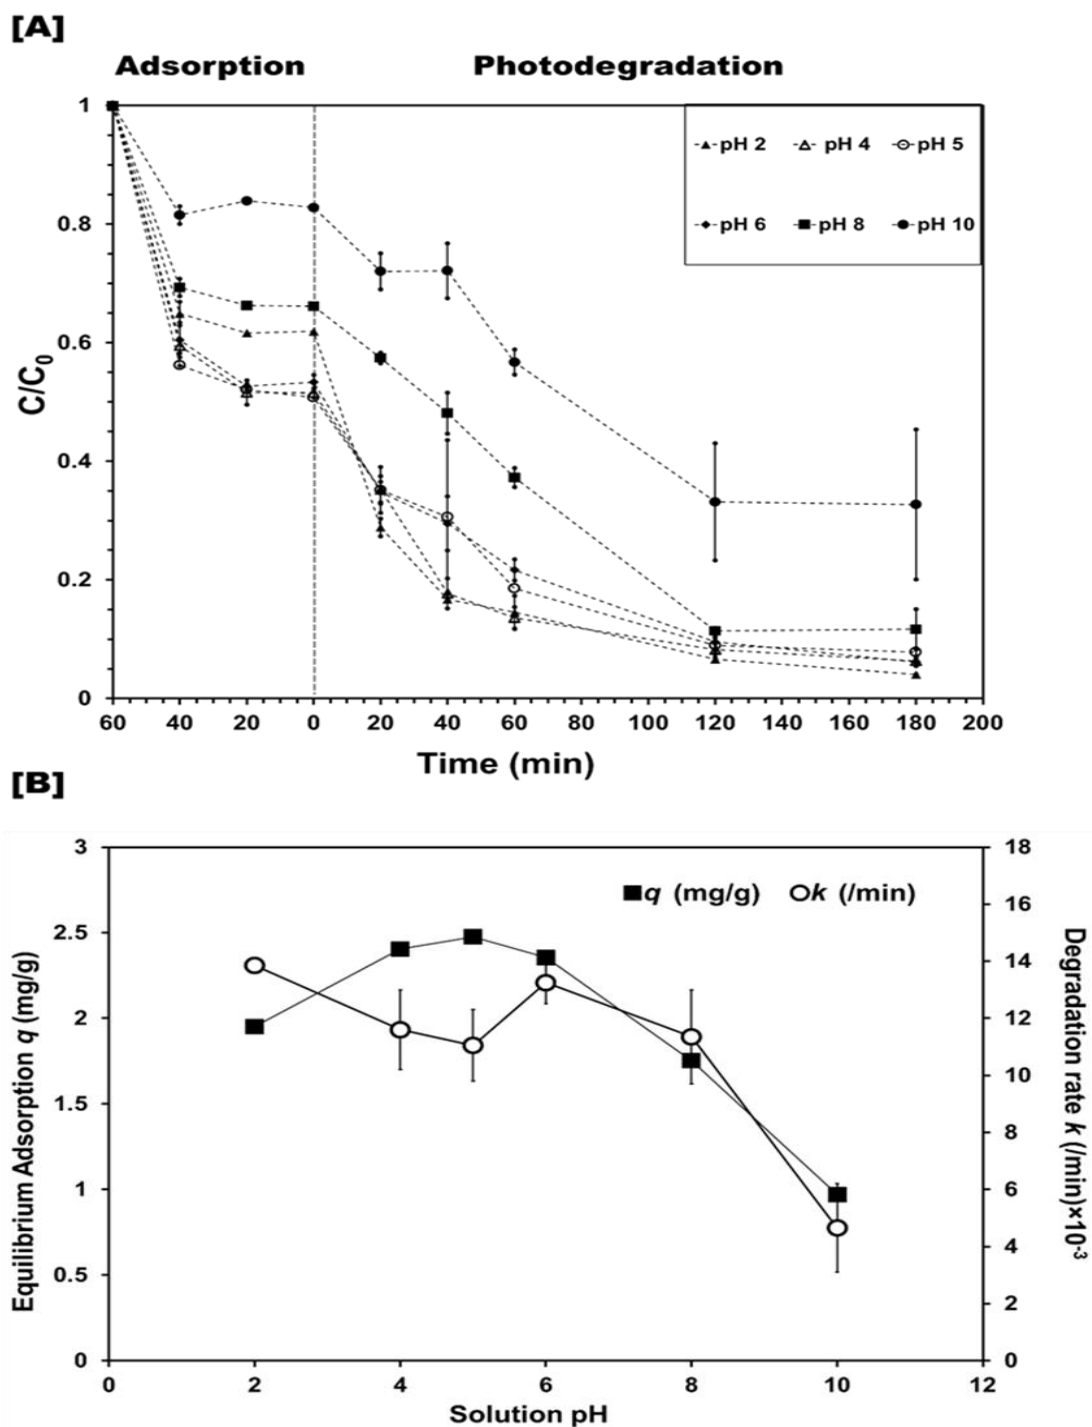 [A]
Adsorption Photodegradation
pH 2 pH 4 pH 5
pH 6 pH 8 pH 10
1
0.8
0.6
0.4
0.2
0
C/C0
60 40 20 0 20 40 60 80 100 120 140 160 180 200
Time (min)
[B]
q (mg/g) k (/min)
3
2.5
2
1.5
1
0.5
0
Equilibrium Adsorption q (mg/g)
18
16
14
12
10
8
6
4
2
0
Degradation rate k (/min)×10-3
0 2 4 6 8 10 12
Solution pH